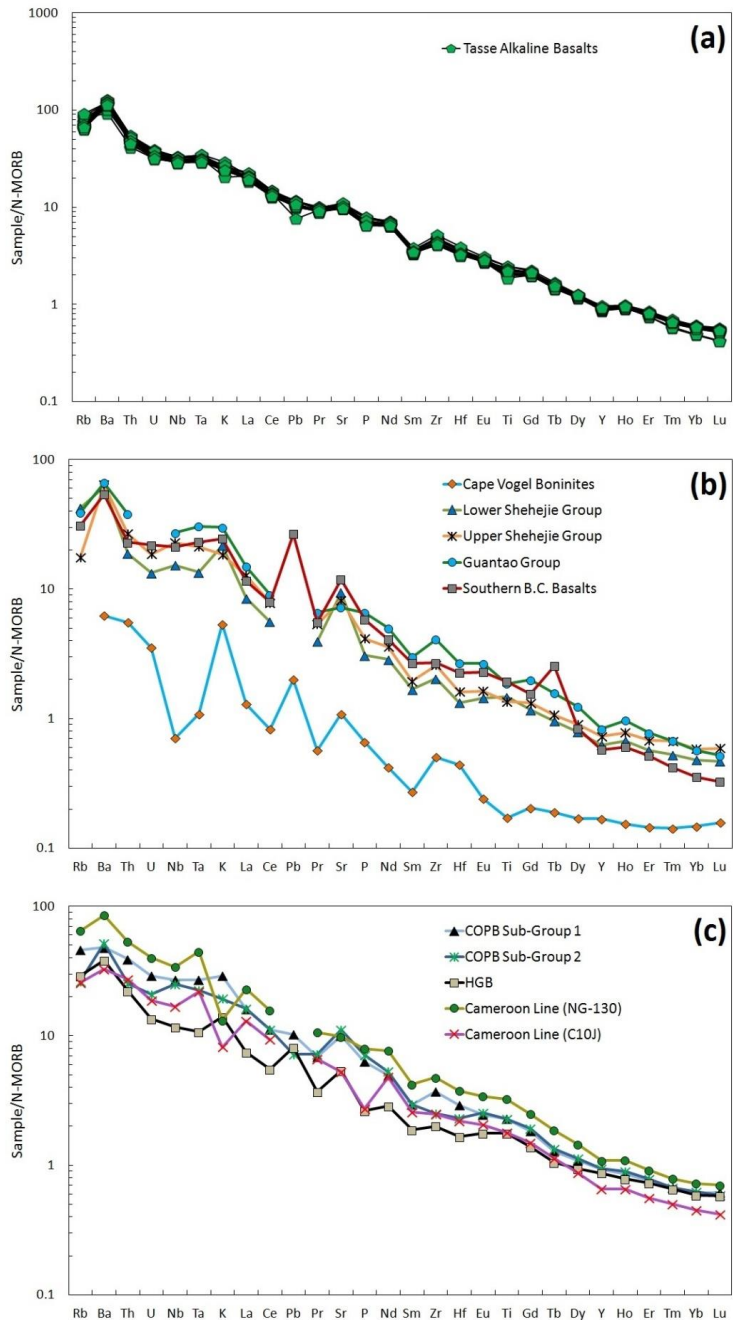 1000
(a)
Tasse Alkaline Basalts
100
10
1
0.1
Sample/N-MORB
Rb Ba Th U Nb Ta K La Ce Pb Pr Sr P Nd Sm Zr Hf Eu Ti Gd Tb Dy Y Ho Er Tm Yb Lu
100
(b)
Cape Vogel Boninites
Lower Shehejie Group
Upper Shehejie Group
Guantao Group
Southern B.C. Basalts
10
1
0.1
Sample/N-MORB
Rb Ba Th U Nb Ta K La Ce Pb Pr Sr P Nd Sm Zr Hf Eu Ti Gd Tb Dy Y Ho Er Tm Yb Lu
100
(c)
COPB Sub-Group 1
COPB Sub-Group 2
HGB
Cameroon Line (NG-130)
Cameroon Line (C10J)
10
1
0.1
Sample/N-MORB
Rb Ba Th U Nb Ta K La Ce Pb Pr Sr P Nd Sm Zr Hf Eu Ti Gd Tb Dy Y Ho Er Tm Yb Lu